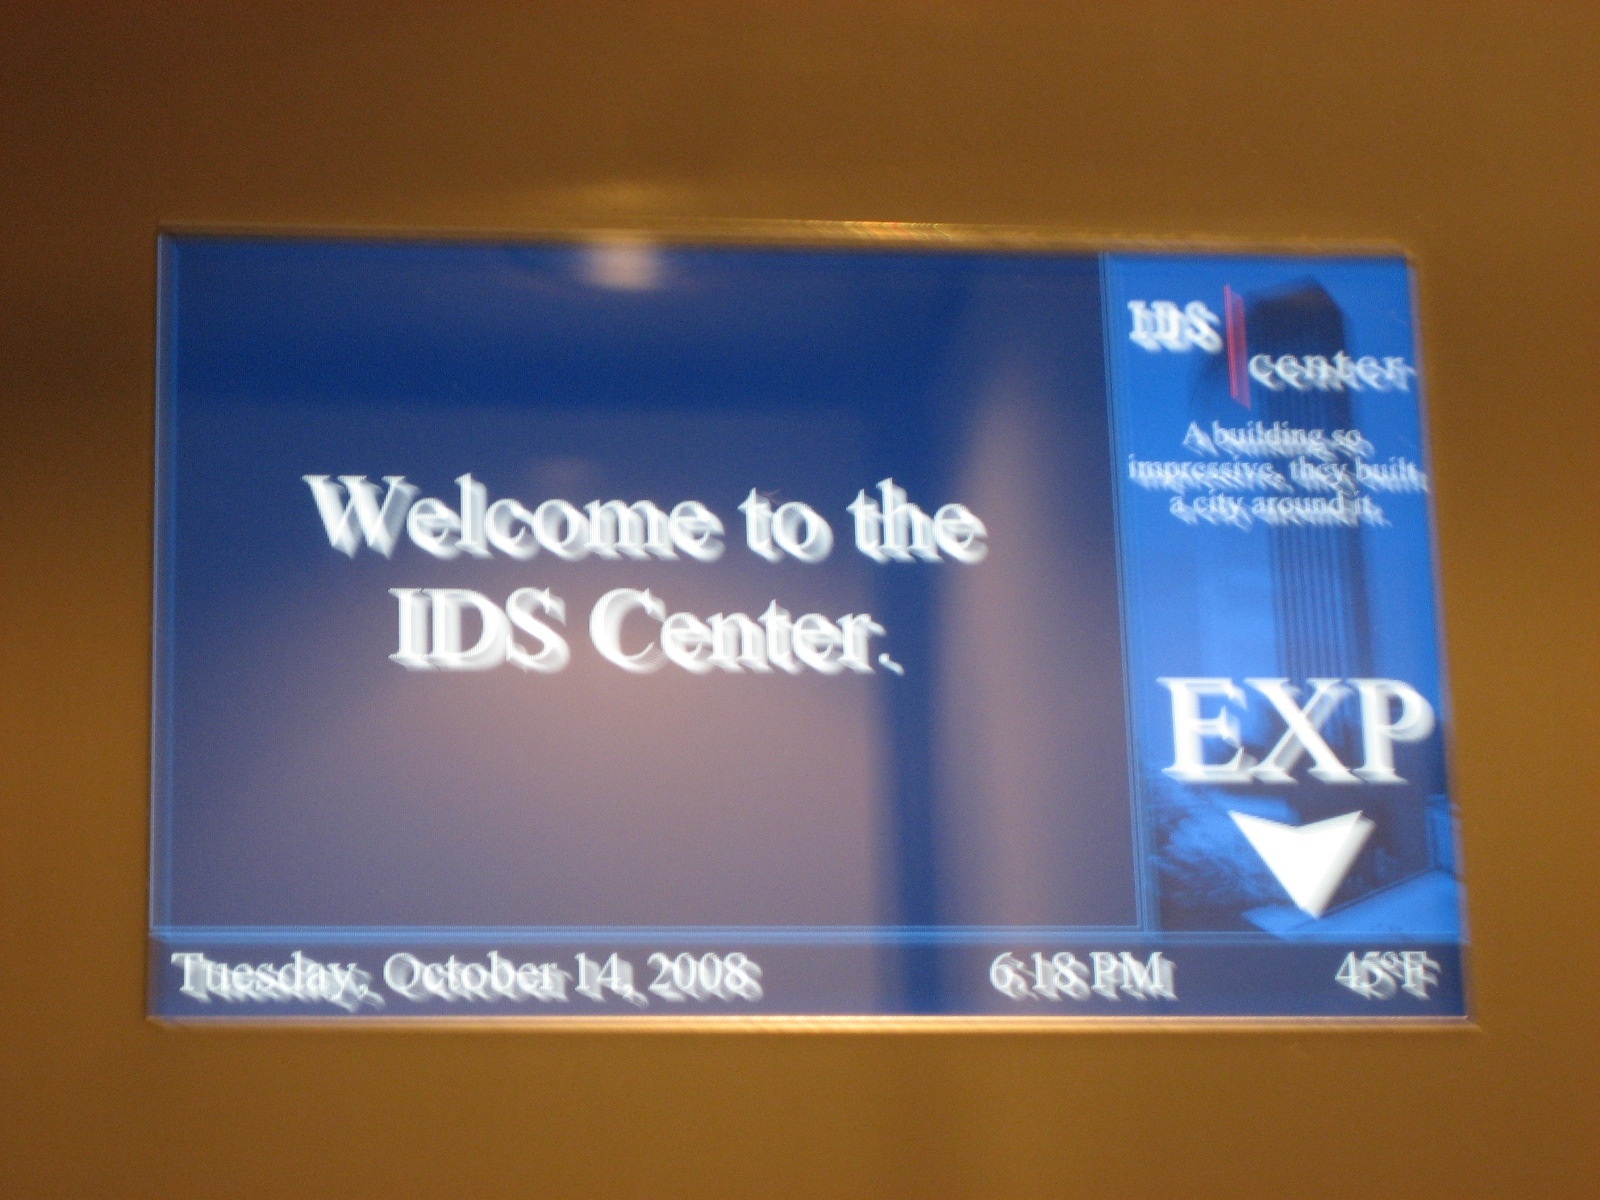 Welcome to the
IDS Center.
IDS
center
A building so
impressive, they built
a city around it.
EXP
Tuesday, October 14, 2008
6:18 PM
45°F